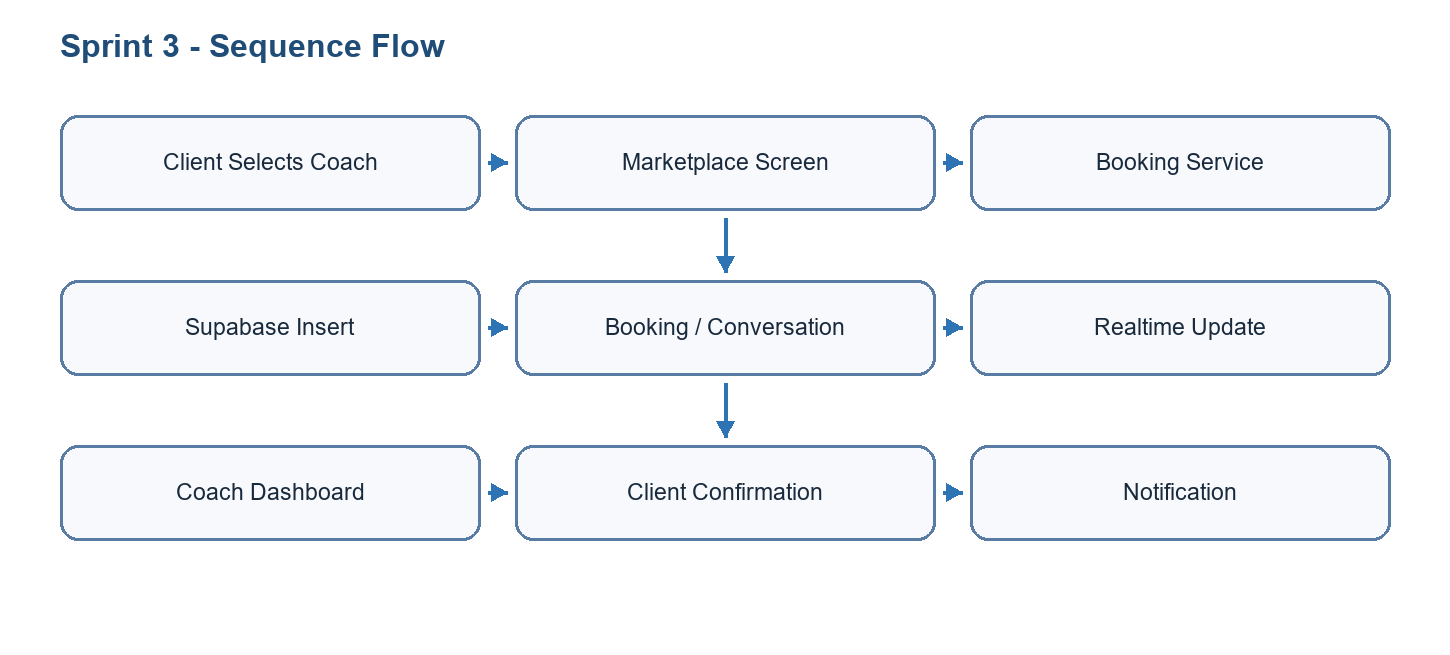 Sprint 3 - Sequence Flow
Client Selects Coach
Marketplace Screen
Booking Service
Supabase Insert
Booking / Conversation
Realtime Update
Coach Dashboard
Client Confirmation
Notification